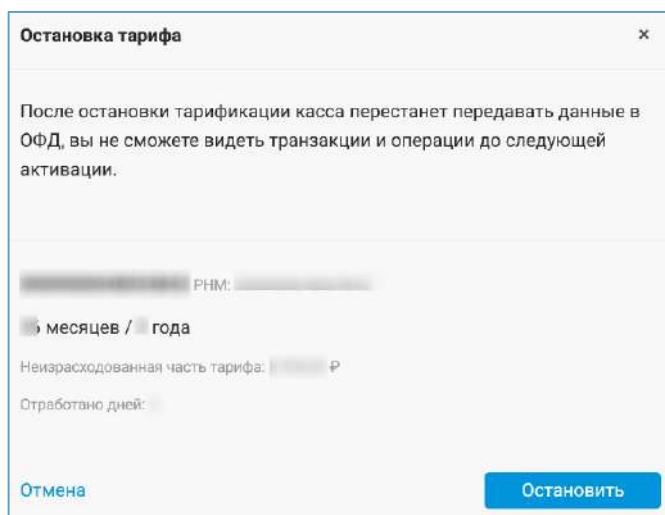 Остановка тарифа ×
После остановки тарификации касса перестанет передавать данные в
ОФД, вы не сможете видеть транзакции и операции до следующей
активации.
РНМ:
месяцев / года
Неизрасходованная часть тарифа: ₽
Отработано дней:
Отмена Остановить